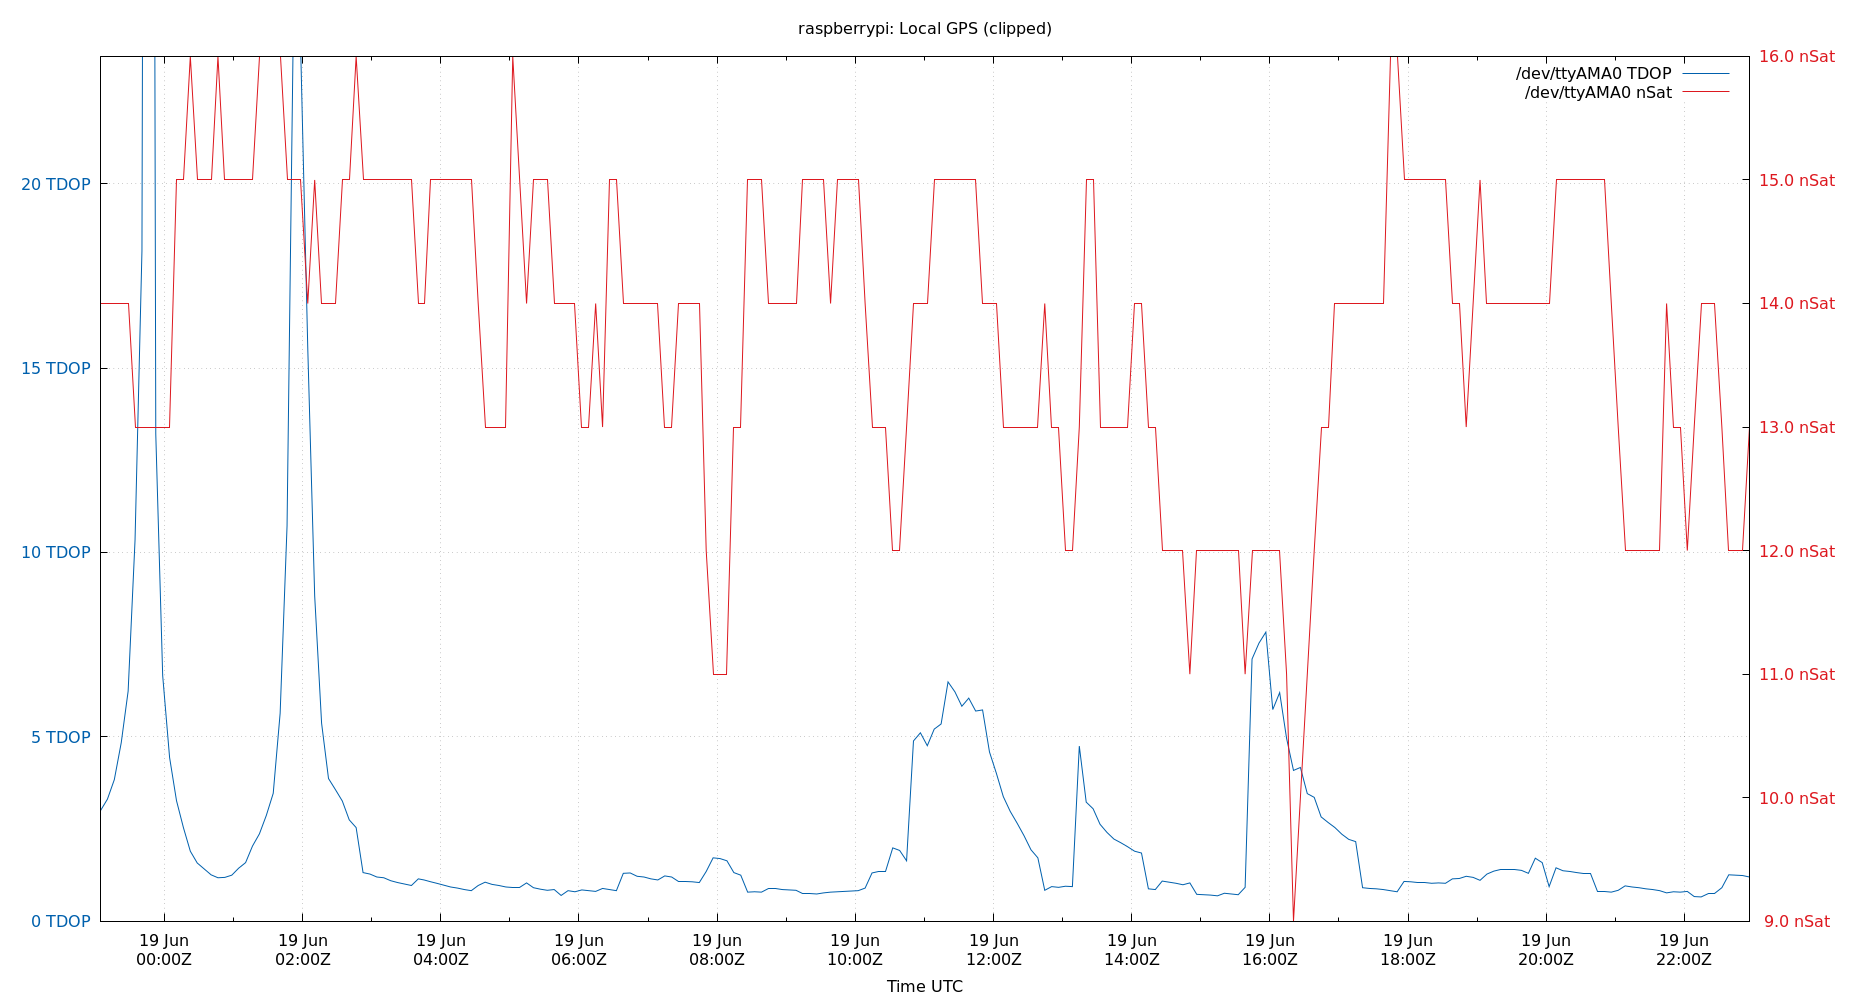 raspberrypi: Local GPS (clipped)
/dev/ttyAMA0 TDOP
/dev/ttyAMA0 nSat
20 TDOP
15 TDOP
10 TDOP
5 TDOP
0 TDOP
16.0 nSat
15.0 nSat
14.0 nSat
13.0 nSat
12.0 nSat
11.0 nSat
10.0 nSat
9.0 nSat
19 Jun 19 Jun 19 Jun 19 Jun 19 Jun 19 Jun 19 Jun 19 Jun 19 Jun 19 Jun 19 Jun 19 Jun
00:00Z 02:00Z 04:00Z 06:00Z 08:00Z 10:00Z 12:00Z 14:00Z 16:00Z 18:00Z 20:00Z 22:00Z
Time UTC